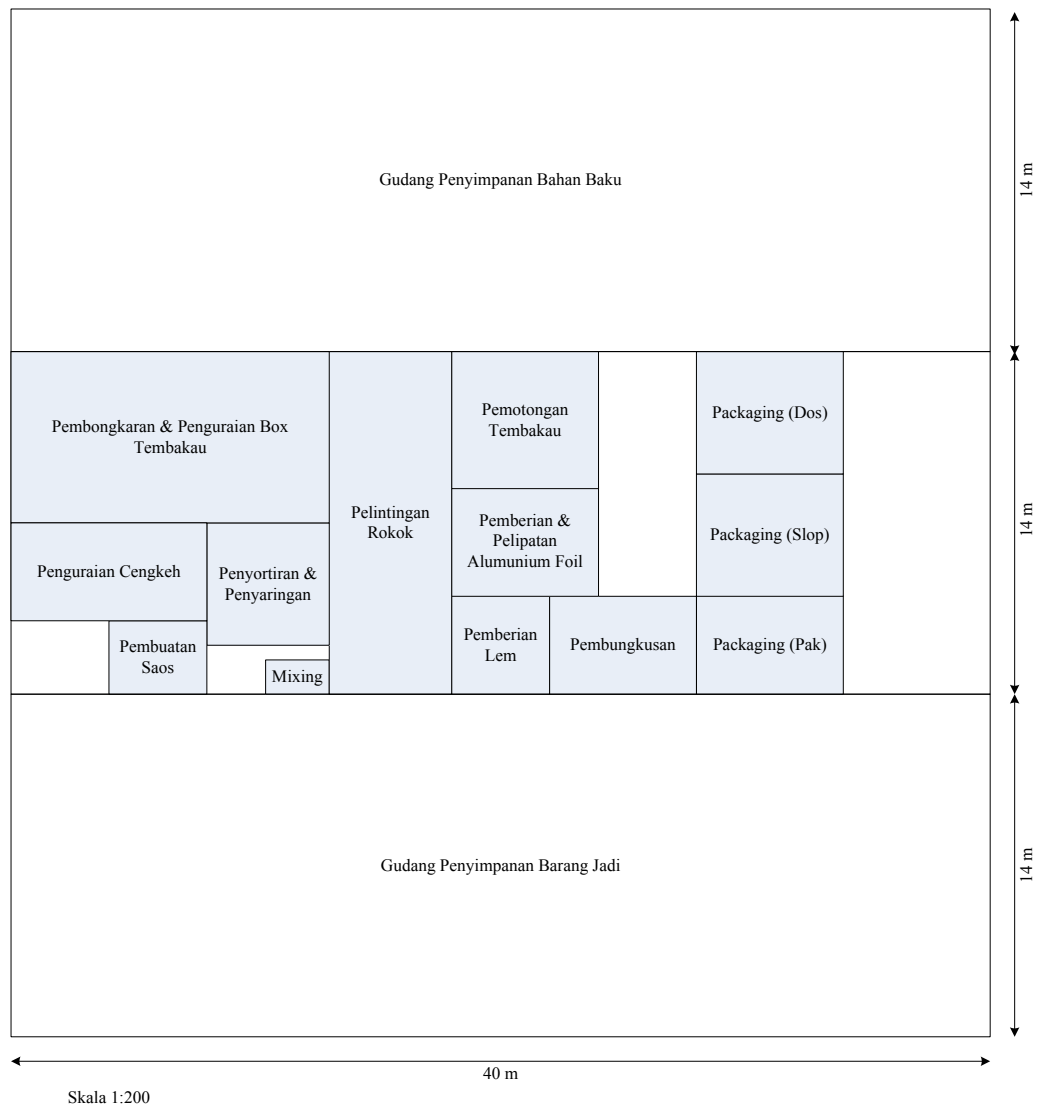 Gudang Penyimpanan Bahan Baku
14 m
Pembongkaran & Penguraian Box
Tembakau
Pelintingan
Rokok
Pemotongan
Tembakau
Packaging (Dos)
Penguraian Cengkeh
Penyortiran &
Penyaringan
Pemberian &
Pelipatan
Alumunium Foil
Packaging (Slop)
14 m
Pembuatan
Saos
Mixing
Pemberian
Lem
Pembungkusan
Packaging (Pak)
Gudang Penyimpanan Barang Jadi
14 m
40 m
Skala 1:200